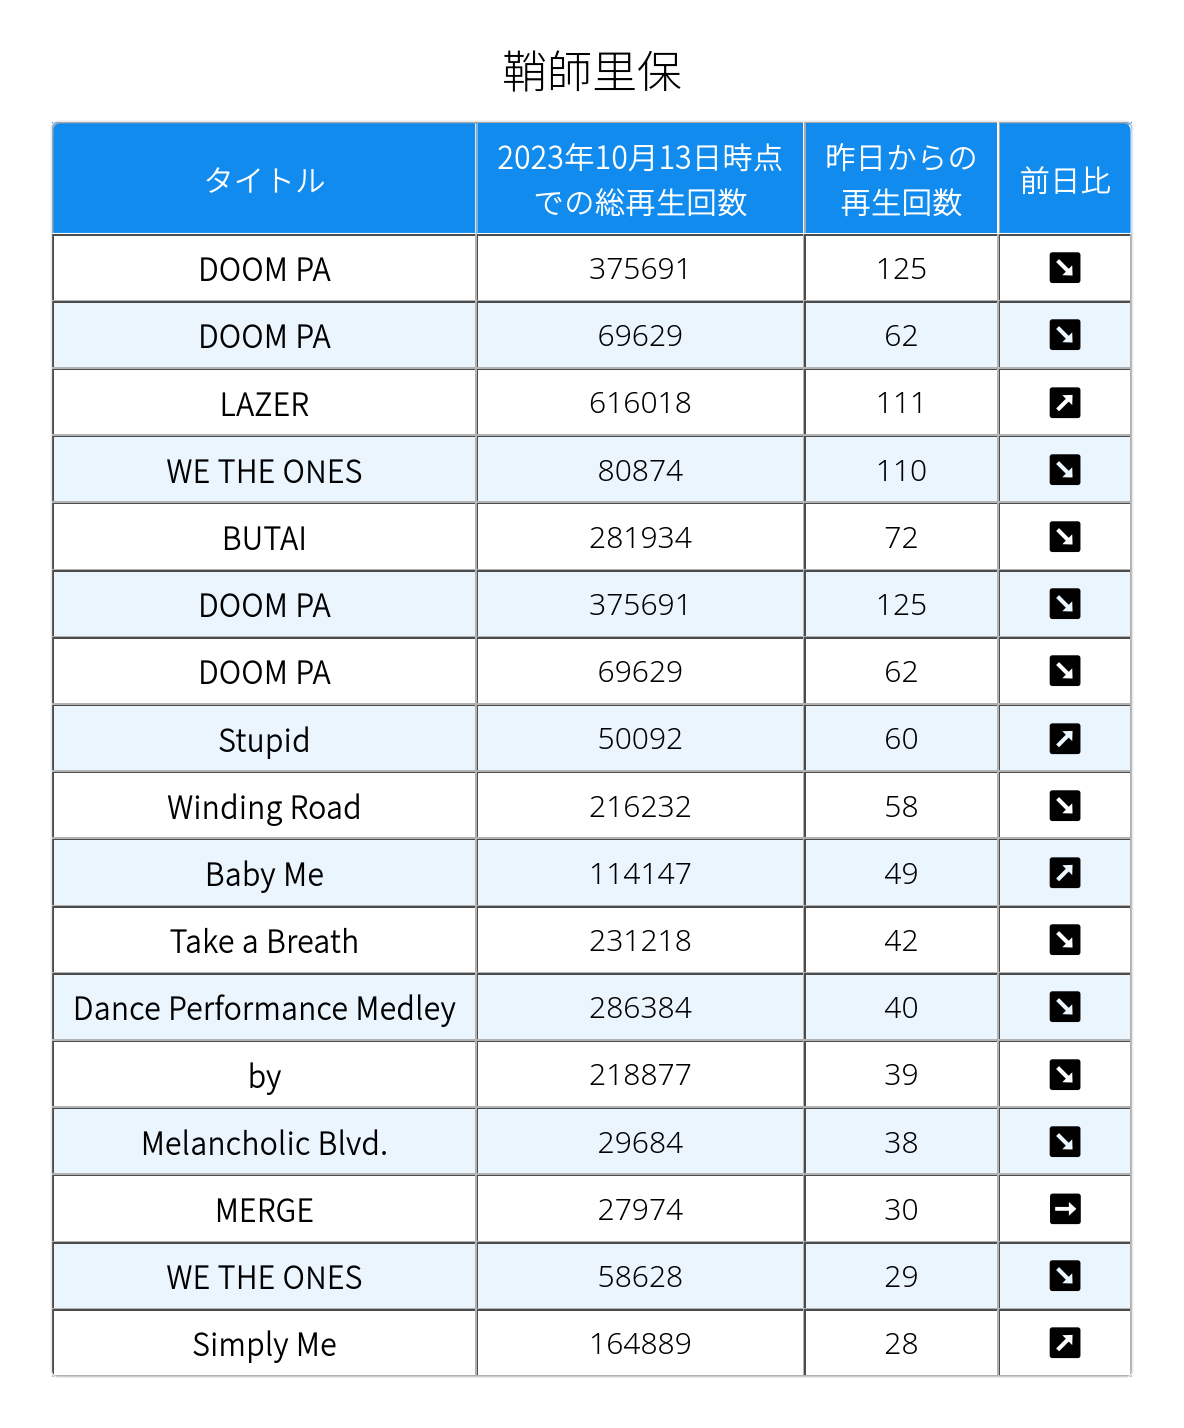 鞘師里保
タイトル
2023年10月13日時点
での総再生回数
昨日からの
再生回数
前日比
DOOM PA 375691 125 ↘
DOOM PA 69629 62 ↘
LAZER 616018 111 ↗
WE THE ONES 80874 110 ↘
BUTAI 281934 72 ↘
DOOM PA 375691 125 ↘
DOOM PA 69629 62 ↘
Stupid 50092 60 ↗
Winding Road 216232 58 ↘
Baby Me 114147 49 ↗
Take a Breath 231218 42 ↘
Dance Performance Medley 286384 40 ↘
by 218877 39 ↘
Melancholic Blvd. 29684 38 ↘
MERGE 27974 30 →
WE THE ONES 58628 29 ↘
Simply Me 164889 28 ↗